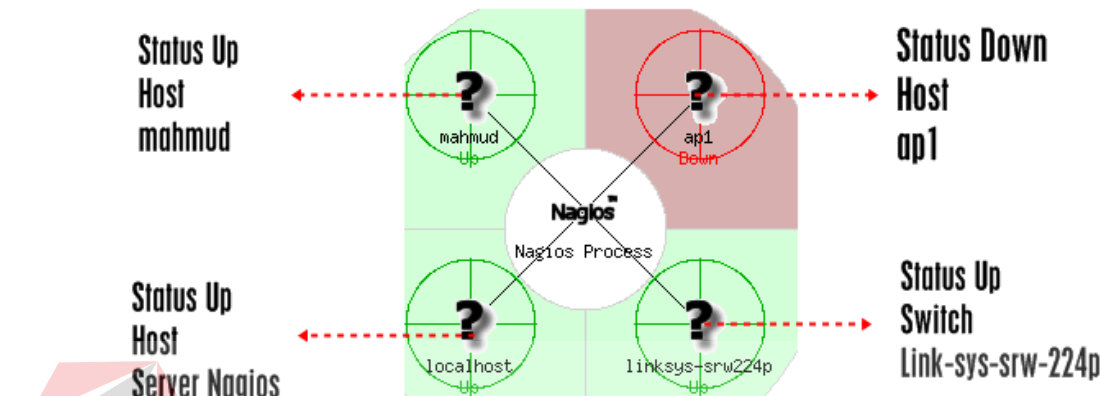 Status Up
Host
mahmud
mahmud
Up
ap1
Down
Status Down
Host
ap1
Nagios™
Nagios Process
Status Up
Host
Server Nagios
localhost
Up
linksys-srw224p
Up
Status Up
Switch
Link-sys-srw-224p